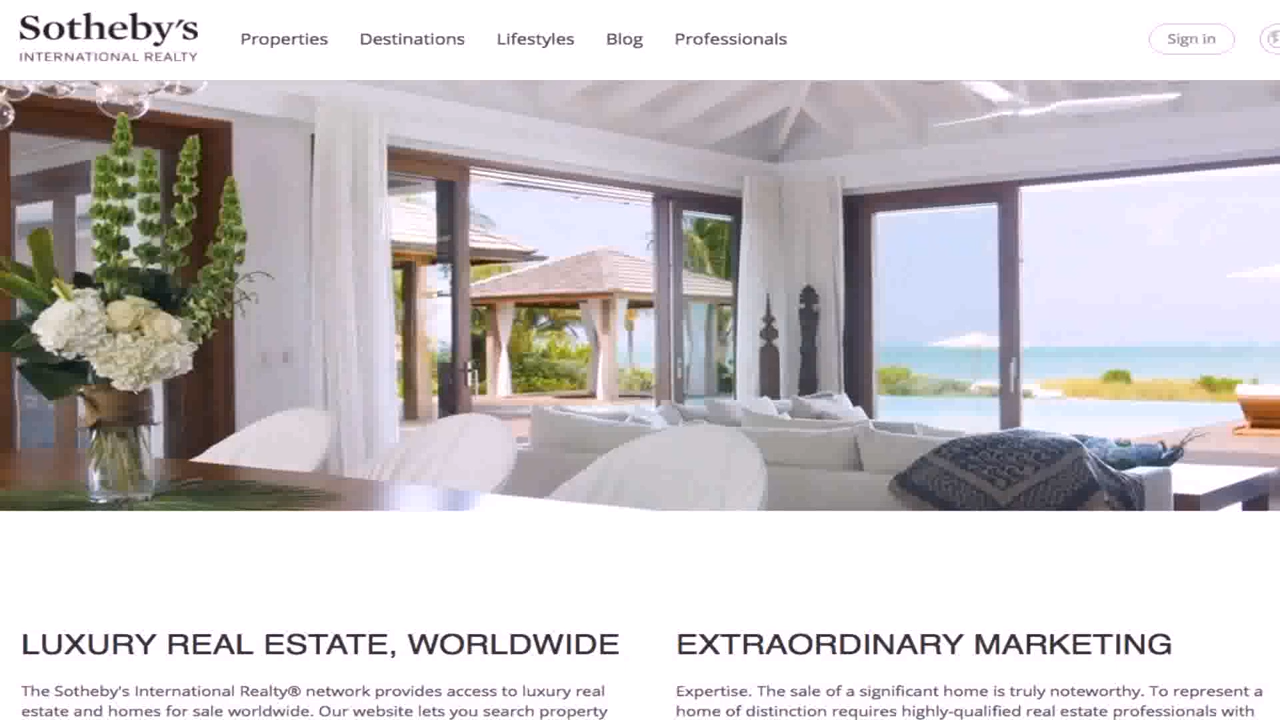 Sotheby's
INTERNATIONAL REALTY
Properties
Destinations
Lifestyles
Blog
Professionals
Sign in
LUXURY REAL ESTATE, WORLDWIDE
The Sotheby's International Realty® network provides access to luxury real
estate and homes for sale worldwide. Our website lets you search property
EXTRAORDINARY MARKETING
Expertise. The sale of a significant home is truly noteworthy. To represent a
home of distinction requires highly-qualified real estate professionals with